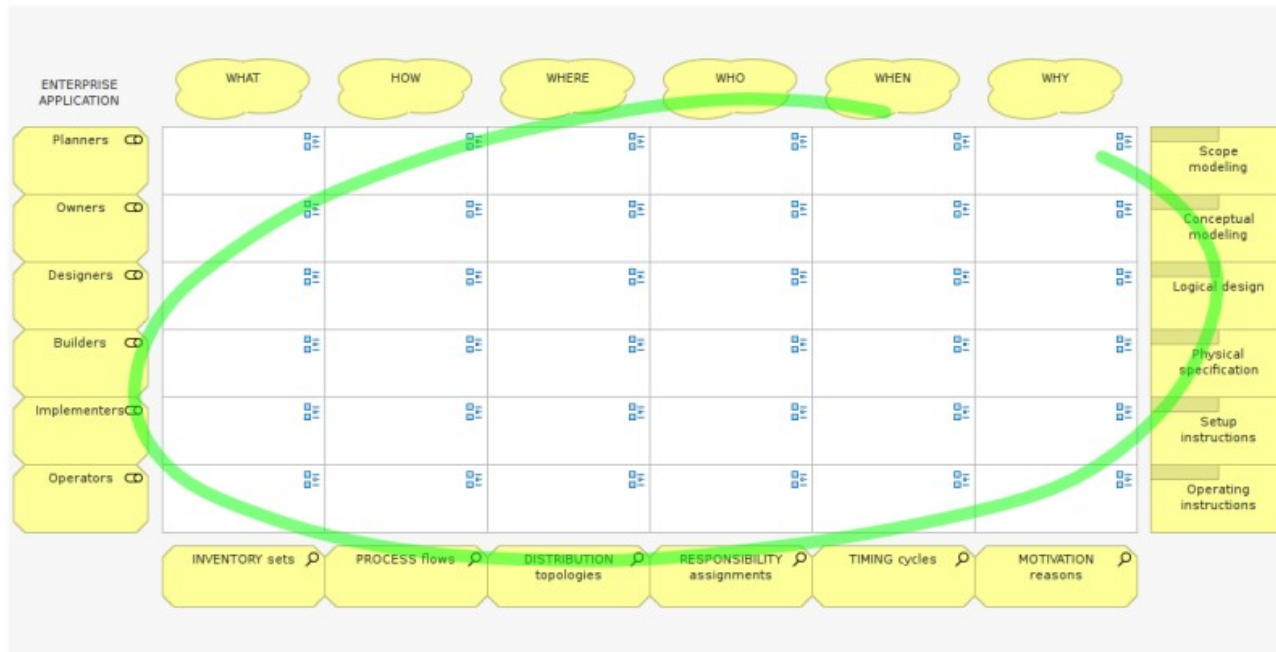 WHAT
HOW
WHERE
WHO
WHEN
WHY
ENTERPRISE
APPLICATION
Planners
Scope
modeling
Owners
Conceptual
modeling
Designers
Logical design
Builders
Physical
specification
Implementers
Setup
instructions
Operators
Operating
instructions
INVENTORY sets
PROCESS flows
DISTRIBUTION
topologies
RESPONSIBILITY
assignments
TIMING cycles
MOTIVATION
reasons